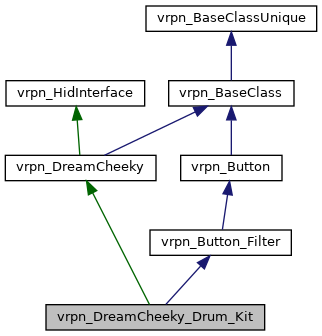 vrpn_BaseClassUnique
vrpn_HidInterface
vrpn_BaseClass
vrpn_DreamCheeky
vrpn_Button
vrpn_Button_Filter
vrpn_DreamCheeky_Drum_Kit